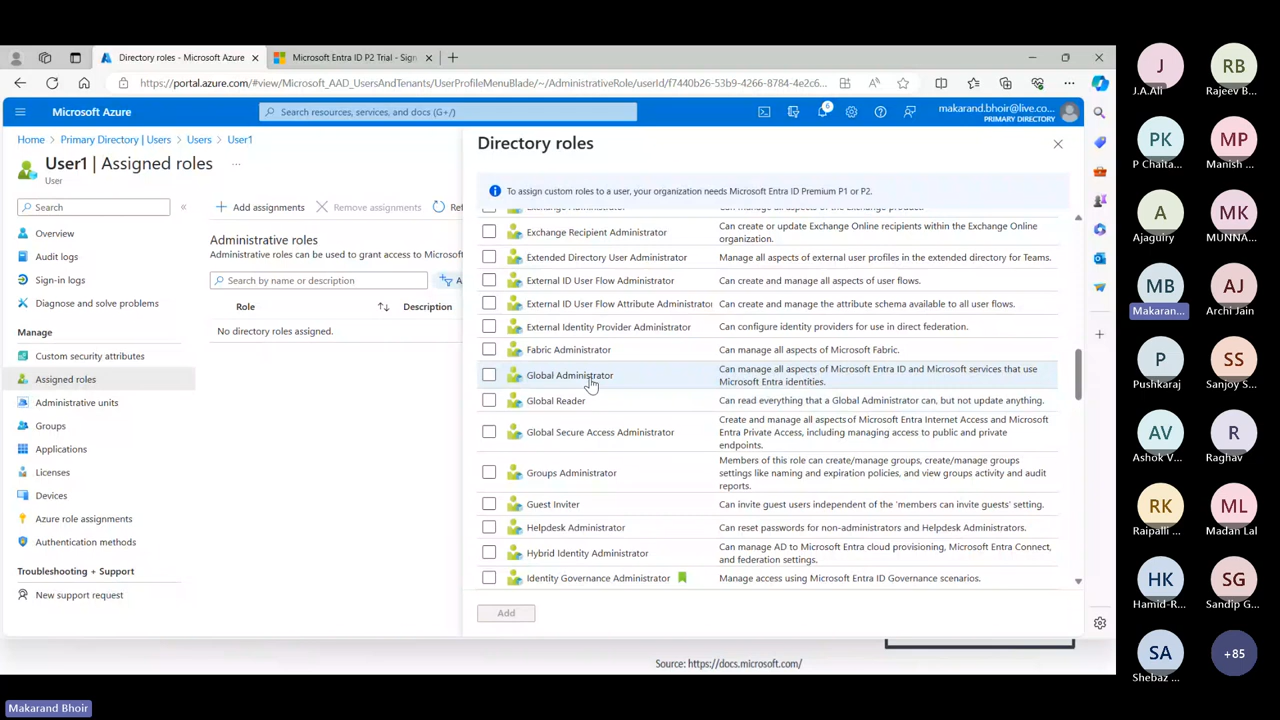 Directory roles - Microsoft Azure
Microsoft Entra ID P2 Trial - Sign
https://portal.azure.com/#view/Microsoft_AAD_UsersAndTenants/UserProfileMenuBlade/~/AdministrativeRole/userId/f7440b26-53b9-4266-8784-4e2c6...
Microsoft Azure
Search resources, services, and docs (G+/)
6
makarand.bhoir@live.co...
PRIMARY DIRECTORY
Home > Primary Directory | Users > Users > User1
User1 | Assigned roles ...
User
Search
Overview
Audit logs
Sign-in logs
Diagnose and solve problems
Manage
Custom security attributes
Assigned roles
Administrative units
Groups
Applications
Licenses
Devices
Azure role assignments
Authentication methods
Troubleshooting + Support
New support request
Add assignments
Remove assignments
Ref
Administrative roles
Administrative roles can be used to grant access to Microsoft
Search by name or description
A
Role
Description
No directory roles assigned.
Directory roles
To assign custom roles to a user, your organization needs Microsoft Entra ID Premium P1 or P2.
Exchange Recipient Administrator
Can create or update Exchange Online recipients within the Exchange Online
organization.
Extended Directory User Administrator
Manage all aspects of external user profiles in the extended directory for Teams.
External ID User Flow Administrator
Can create and manage all aspects of user flows.
External ID User Flow Attribute Administrator
Can create and manage the attribute schema available to all user flows.
External Identity Provider Administrator
Can configure identity providers for use in direct federation.
Fabric Administrator
Can manage all aspects of Microsoft Fabric.
Global Administrator
Can manage all aspects of Microsoft Entra ID and Microsoft services that use
Microsoft Entra identities.
Global Reader
Can read everything that a Global Administrator can, but not update anything.
Global Secure Access Administrator
Create and manage all aspects of Microsoft Entra Internet Access and Microsoft
Entra Private Access, including managing access to public and private
endpoints.
Groups Administrator
Members of this role can create/manage groups, create/manage groups
settings like naming and expiration policies, and view groups activity and audit
reports.
Guest Inviter
Can invite guest users independent of the 'members can invite guests' setting.
Helpdesk Administrator
Can reset passwords for non-administrators and Helpdesk Administrators.
Hybrid Identity Administrator
Can manage AD to Microsoft Entra cloud provisioning, Microsoft Entra Connect,
and federation settings.
Identity Governance Administrator
Manage access using Microsoft Entra ID Governance scenarios.
Add
Source: https://docs.microsoft.com/
Makarand Bhoir
J
J.A.Ali
RB
Rajeev B...
PK
P Chaita...
MP
Manish ...
A
Ajagujry
MK
MUNNA...
MB
Makaran...
AJ
Archi Jain
P
Pushkaraj
SS
Sanjoy S...
AV
Ashok V...
R
Raghav
RK
Raipalli ...
ML
Madan Lal
HK
Hamid-R...
SG
Sandip G...
SA
Shebaz ...
+85